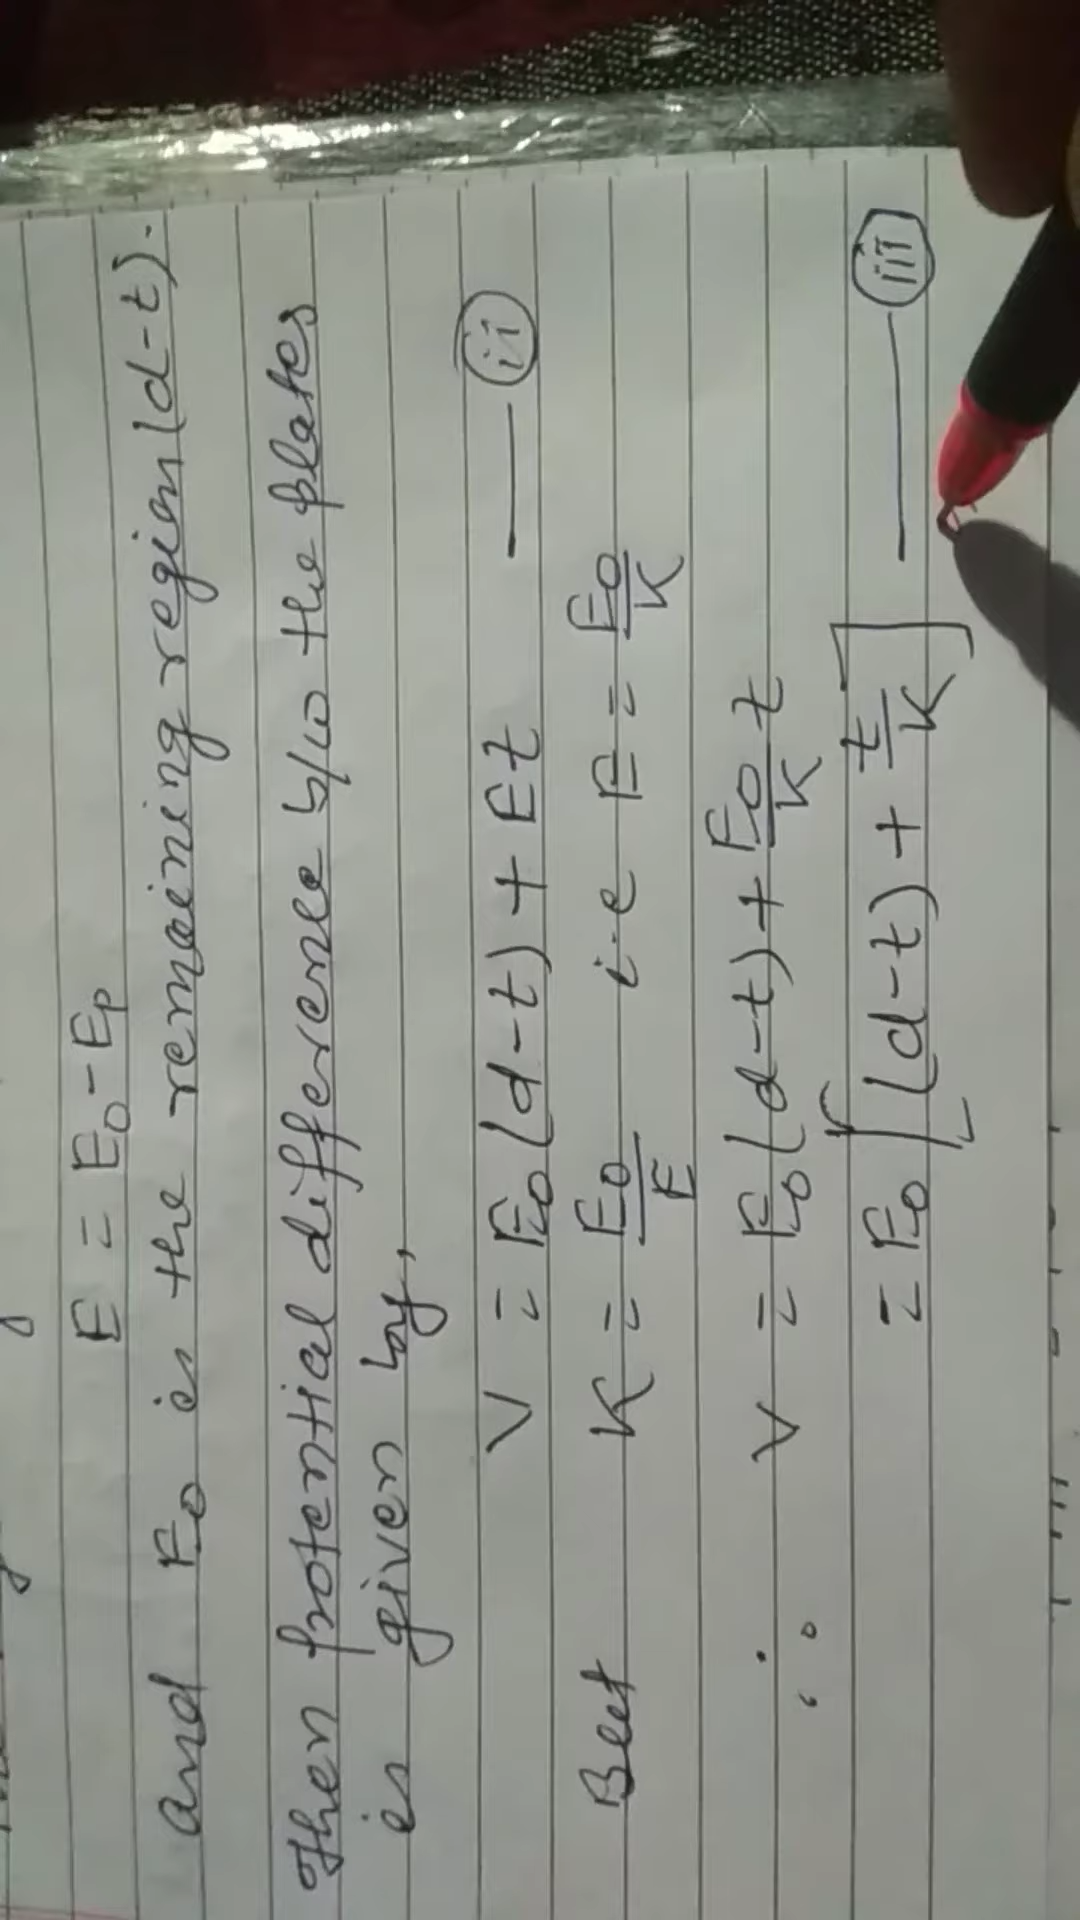 E = E₀ - Eₚ
and E₀ is the remaining region (d-t).
Then potential difference b/w the plates
is given by,
V = E₀(d-t) + Et — (ii)
But K = E₀/E i.e E = E₀/K
∴ V = E₀(d-t) + E₀/K t
= E₀[(d-t) + t/K] — (iii)